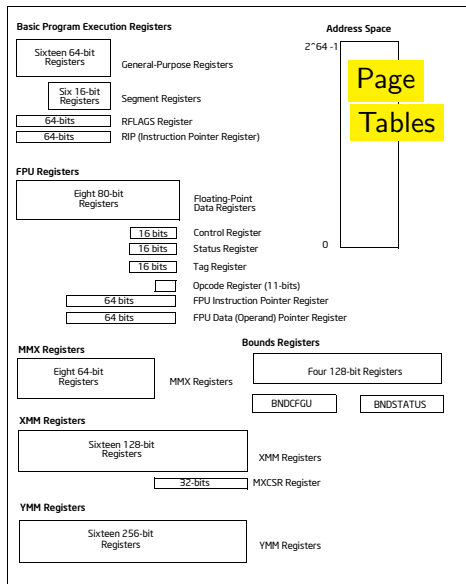 Basic Program Execution Registers
Address Space
2^64 -1
Sixteen 64-bit
Registers
General-Purpose Registers
Page
Tables
Six 16-bit
Registers
Segment Registers
64-bits
RFLAGS Register
64-bits
RIP (Instruction Pointer Register)
FPU Registers
Eight 80-bit
Registers
Floating-Point
Data Registers
0
16 bits
Control Register
16 bits
Status Register
16 bits
Tag Register
Opcode Register (11-bits)
64 bits
FPU Instruction Pointer Register
64 bits
FPU Data (Operand) Pointer Register
MMX Registers
Eight 64-bit
Registers
MMX Registers
Bounds Registers
Four 128-bit Registers
BNDCFGU
BNDSTATUS
XMM Registers
Sixteen 128-bit
Registers
XMM Registers
32-bits
MXCSR Register
YMM Registers
Sixteen 256-bit
Registers
YMM Registers